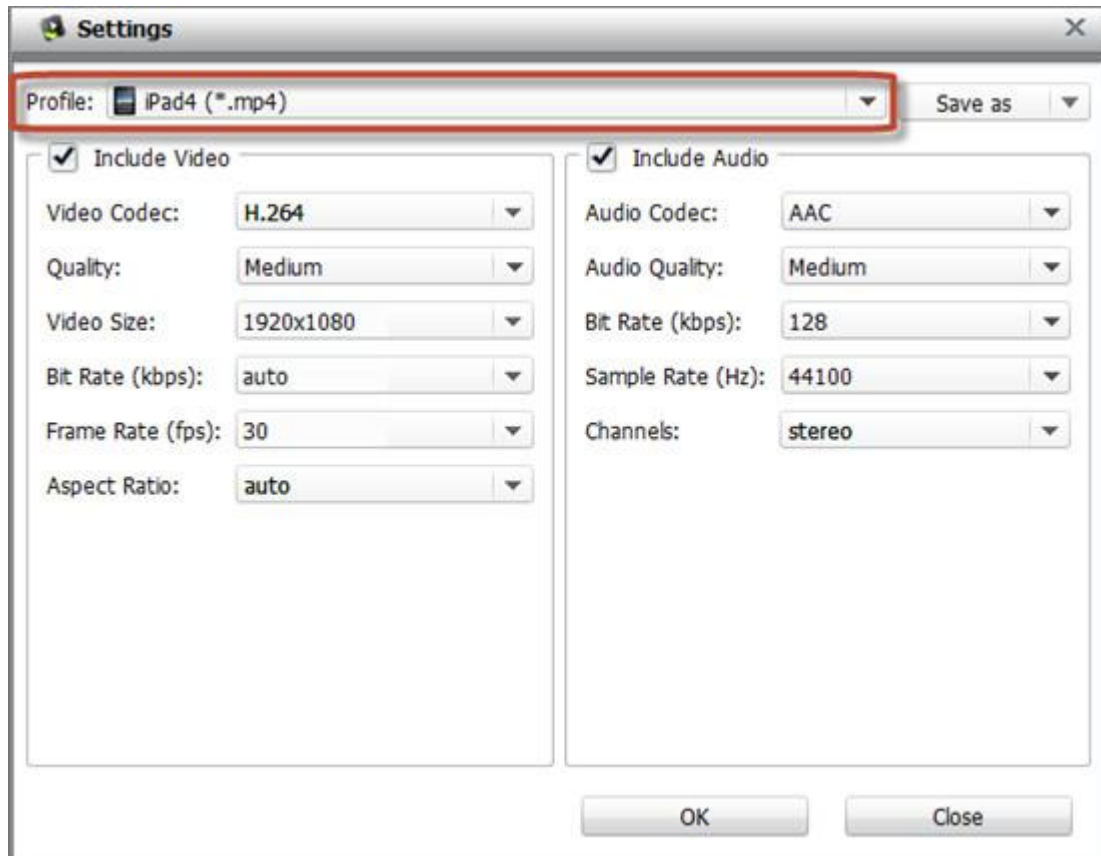 Settings
Profile: iPad4 (*.mp4)
Save as
Include Video
Video Codec: H.264
Quality: Medium
Video Size: 1920x1080
Bit Rate (kbps): auto
Frame Rate (fps): 30
Aspect Ratio: auto
Include Audio
Audio Codec: AAC
Audio Quality: Medium
Bit Rate (kbps): 128
Sample Rate (Hz): 44100
Channels: stereo
OK
Close